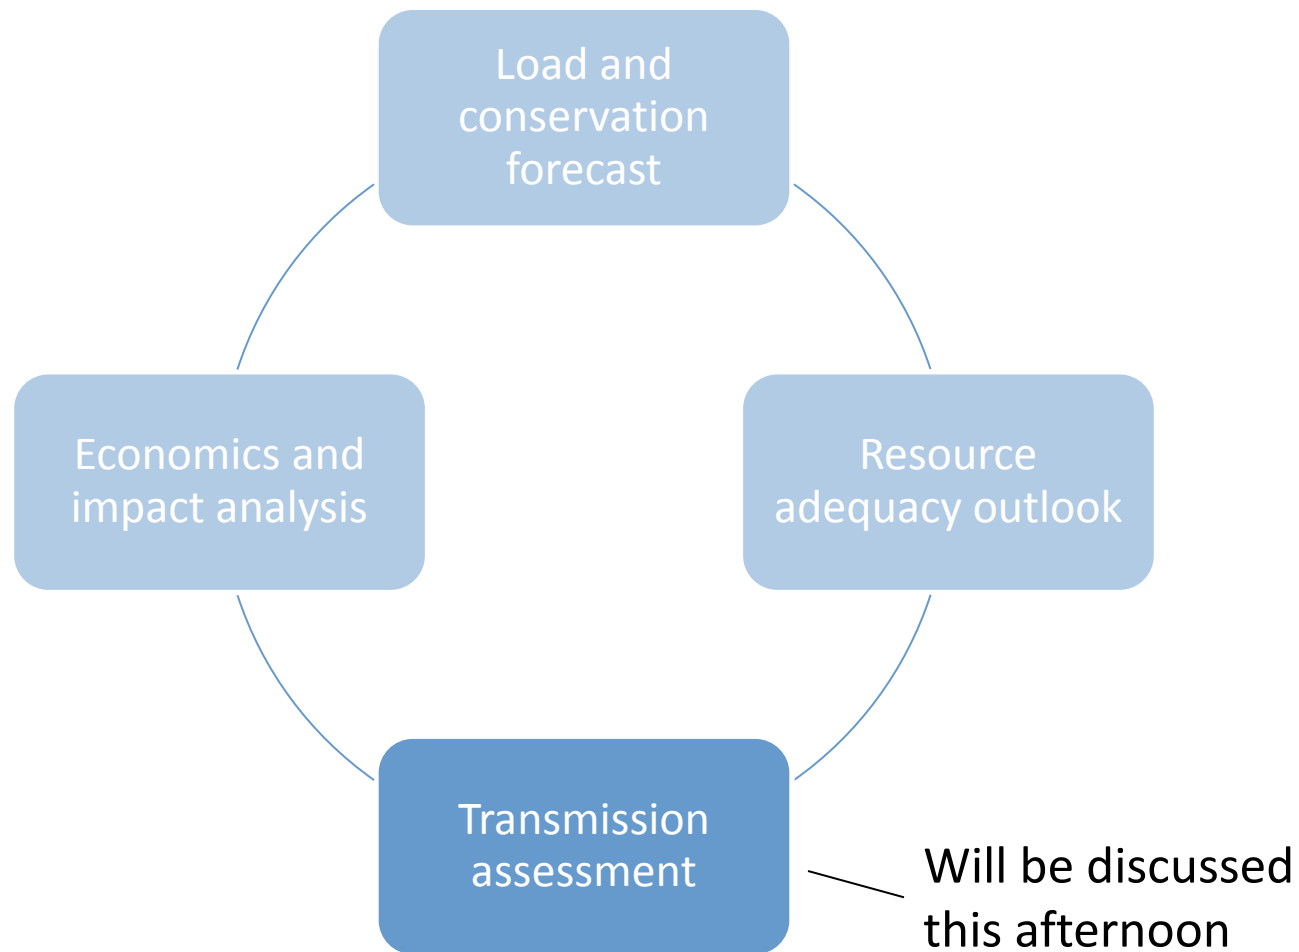 Load and
conservation
forecast
Economics and
impact analysis
Resource
adequacy outlook
Transmission
assessment
Will be discussed
this afternoon